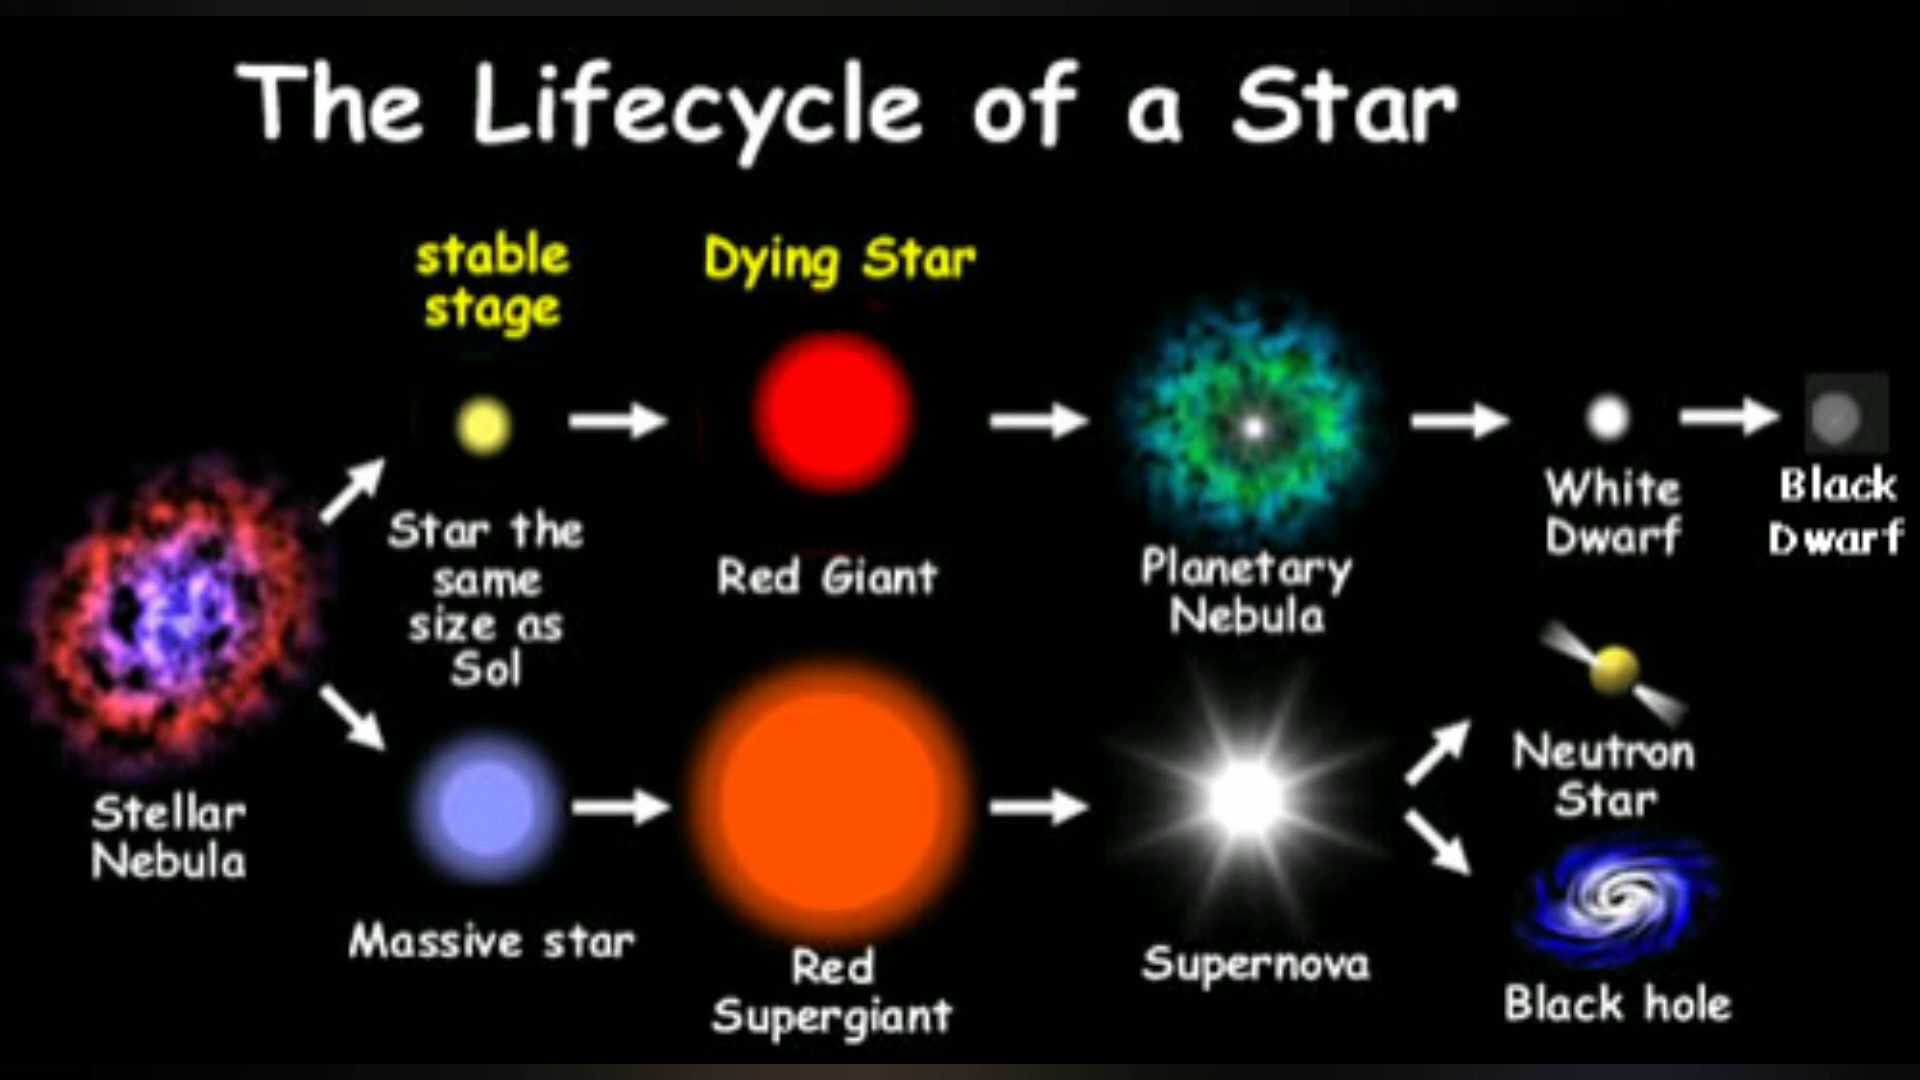 The Lifecycle of a Star
stable
stage
Dying Star
Star the
same
size as
Sol
Red Giant
Planetary
Nebula
White
Dwarf
Black
Dwarf
Stellar
Nebula
Massive star
Red
Supergiant
Supernova
Neutron
Star
Black hole